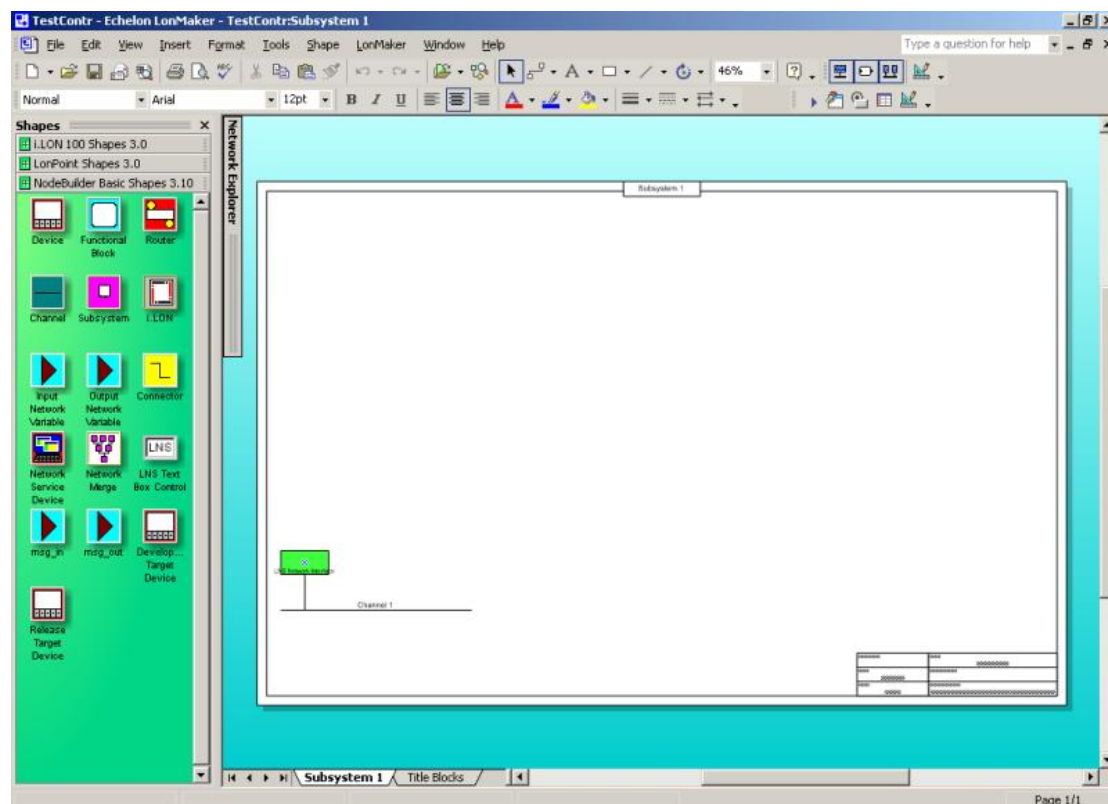 TestContr - Echelon LonMaker - TestContr:Subsystem 1
File Edit View Insert Format Tools Shape LonMaker Window Help
Type a question for help
46%
Normal Arial 12pt B I U
Shapes
i.LON 100 Shapes 3.0
LonPoint Shapes 3.0
NodeBuilder Basic Shapes 3.10
Device
Functional Block
Router
Channel
Subsystem
i.LON
Input Network Variable
Output Network Variable
Connector
Network Service Device
Network Merge
LNS
LNS Text Box Control
msg_in
msg_out
Develop... Target Device
Release Target Device
Network Explorer
Subsystem 1
LNS Network Interface
Channel 1
Subsystem 1
Title Blocks
Page 1/1